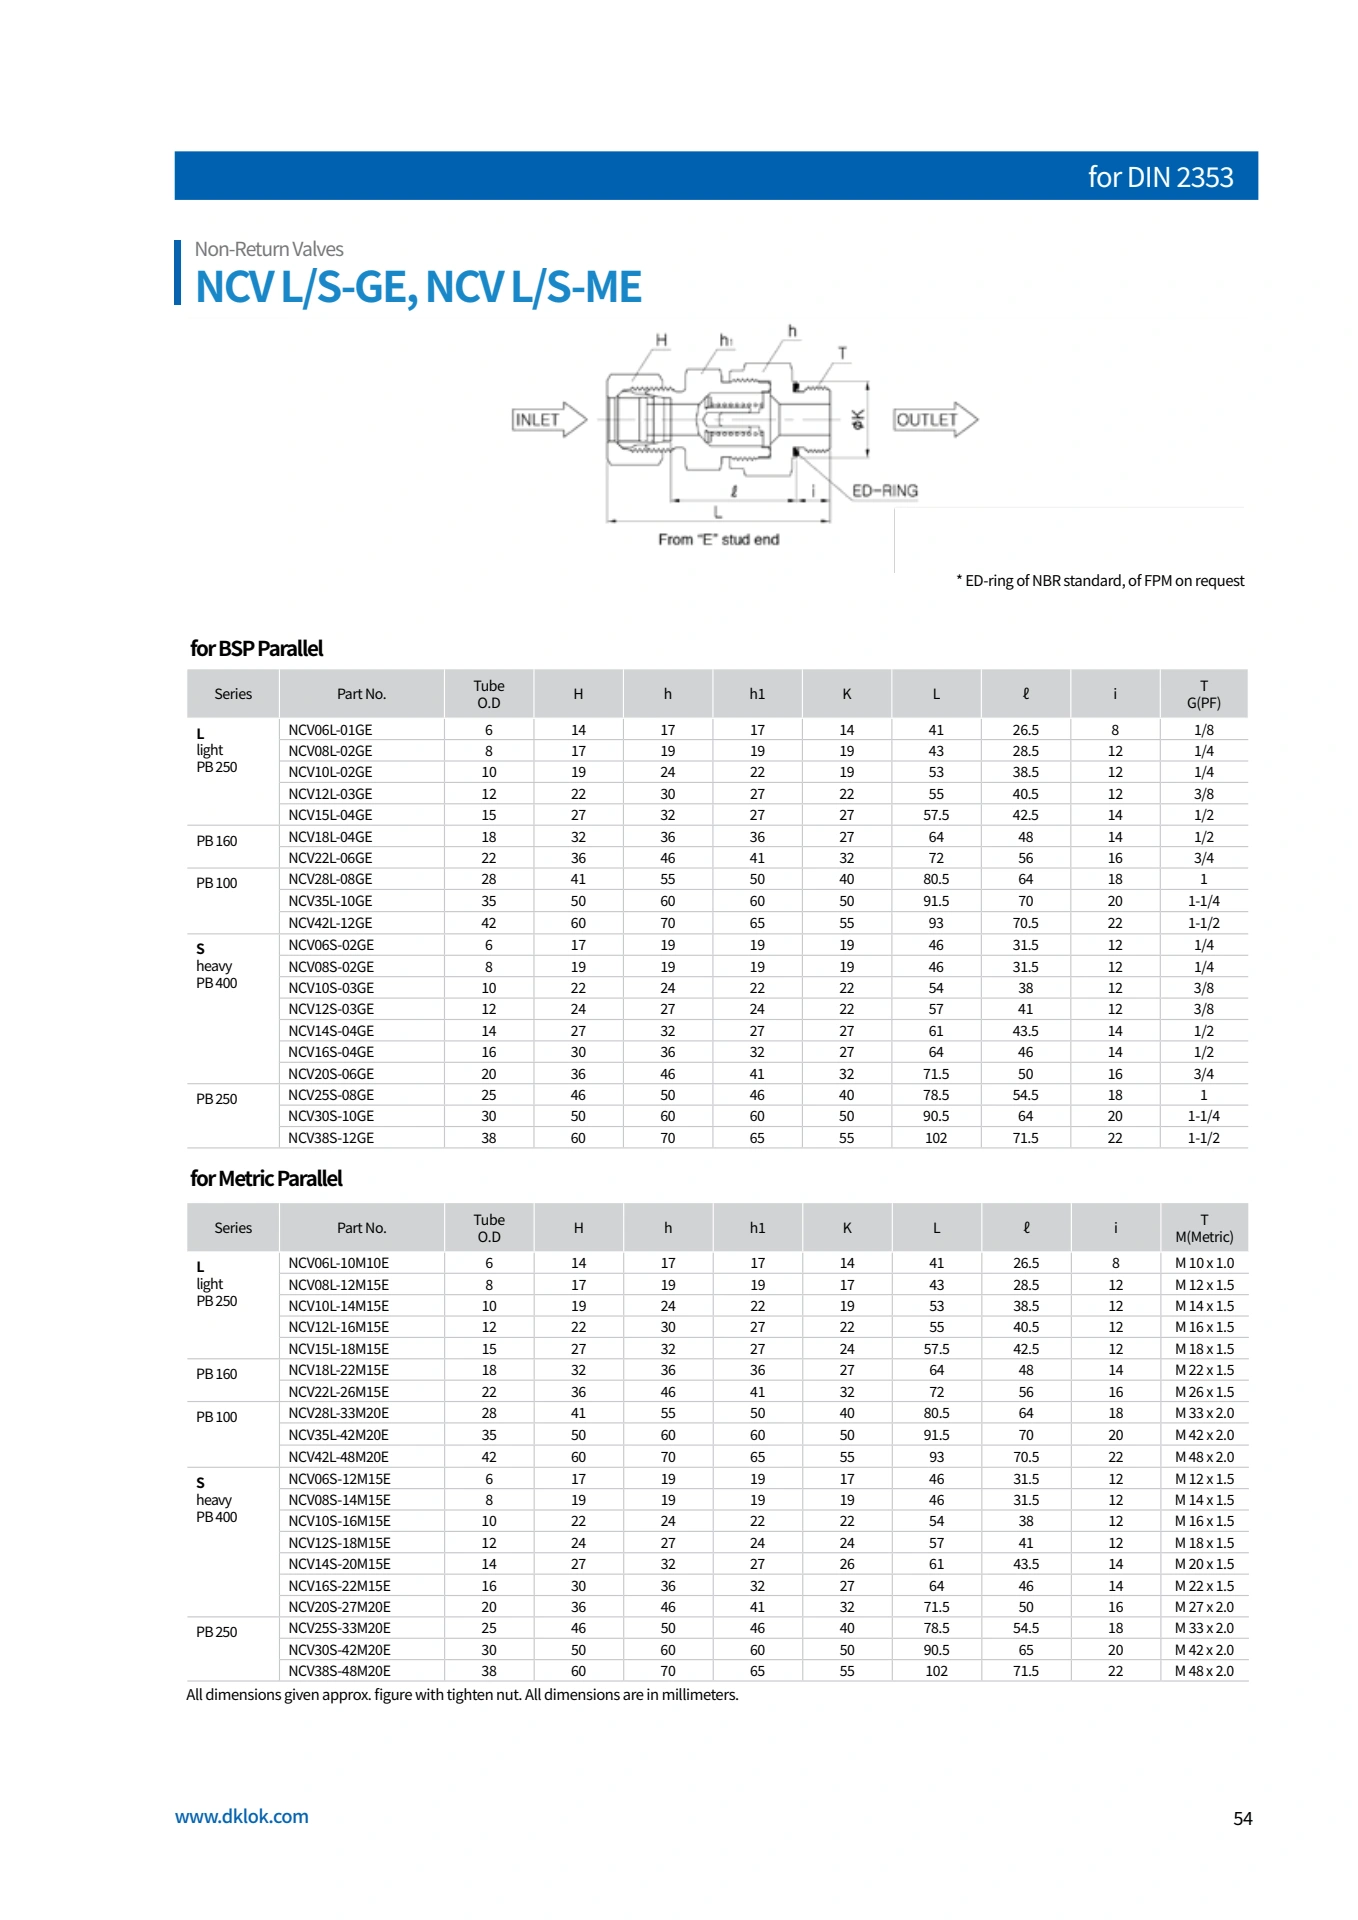 for DIN 2353
Non-Return Valves
NCV L/S-GE, NCV L/S-ME
H h1 h T
INLET øK OUTLET
ℓ i ED-RING
L
From "E" stud end
* ED-ring of NBR standard, of FPM on request
for BSP Parallel
Series Part No. Tube O.D H h h1 K L ℓ i T G(PF)
L light PB 250 NCV06L-01GE 6 14 17 17 14 41 26.5 8 1/8
NCV08L-02GE 8 17 19 19 19 43 28.5 12 1/4
NCV10L-02GE 10 19 24 22 19 53 38.5 12 1/4
NCV12L-03GE 12 22 30 27 22 55 40.5 12 3/8
NCV15L-04GE 15 27 32 27 27 57.5 42.5 14 1/2
PB 160 NCV18L-04GE 18 32 36 36 27 64 48 14 1/2
NCV22L-06GE 22 36 46 41 32 72 56 16 3/4
PB 100 NCV28L-08GE 28 41 55 50 40 80.5 64 18 1
NCV35L-10GE 35 50 60 60 50 91.5 70 20 1-1/4
NCV42L-12GE 42 60 70 65 55 93 70.5 22 1-1/2
S heavy PB 400 NCV06S-02GE 6 17 19 19 19 46 31.5 12 1/4
NCV08S-02GE 8 19 19 19 19 46 31.5 12 1/4
NCV10S-03GE 10 22 24 22 22 54 38 12 3/8
NCV12S-03GE 12 24 27 24 22 57 41 12 3/8
NCV14S-04GE 14 27 32 27 27 61 43.5 14 1/2
NCV16S-04GE 16 30 36 32 27 64 46 14 1/2
NCV20S-06GE 20 36 46 41 32 71.5 50 16 3/4
PB 250 NCV25S-08GE 25 46 50 46 40 78.5 54.5 18 1
NCV30S-10GE 30 50 60 60 50 90.5 64 20 1-1/4
NCV38S-12GE 38 60 70 65 55 102 71.5 22 1-1/2
for Metric Parallel
Series Part No. Tube O.D H h h1 K L ℓ i T M(Metric)
L light PB 250 NCV06L-10M10E 6 14 17 17 14 41 26.5 8 M 10 x 1.0
NCV08L-12M15E 8 17 19 19 17 43 28.5 12 M 12 x 1.5
NCV10L-14M15E 10 19 24 22 19 53 38.5 12 M 14 x 1.5
NCV12L-16M15E 12 22 30 27 22 55 40.5 12 M 16 x 1.5
NCV15L-18M15E 15 27 32 27 24 57.5 42.5 12 M 18 x 1.5
PB 160 NCV18L-22M15E 18 32 36 36 27 64 48 14 M 22 x 1.5
NCV22L-26M15E 22 36 46 41 32 72 56 16 M 26 x 1.5
PB 100 NCV28L-33M20E 28 41 55 50 40 80.5 64 18 M 33 x 2.0
NCV35L-42M20E 35 50 60 60 50 91.5 70 20 M 42 x 2.0
NCV42L-48M20E 42 60 70 65 55 93 70.5 22 M 48 x 2.0
S heavy PB 400 NCV06S-12M15E 6 17 19 19 17 46 31.5 12 M 12 x 1.5
NCV08S-14M15E 8 19 19 19 19 46 31.5 12 M 14 x 1.5
NCV10S-16M15E 10 22 24 22 22 54 38 12 M 16 x 1.5
NCV12S-18M15E 12 24 27 24 24 57 41 12 M 18 x 1.5
NCV14S-20M15E 14 27 32 27 26 61 43.5 14 M 20 x 1.5
NCV16S-22M15E 16 30 36 32 27 64 46 14 M 22 x 1.5
NCV20S-27M20E 20 36 46 41 32 71.5 50 16 M 27 x 2.0
PB 250 NCV25S-33M20E 25 46 50 46 40 78.5 54.5 18 M 33 x 2.0
NCV30S-42M20E 30 50 60 60 50 90.5 65 20 M 42 x 2.0
NCV38S-48M20E 38 60 70 65 55 102 71.5 22 M 48 x 2.0
All dimensions given approx. figure with tighten nut. All dimensions are in millimeters.
www.dklok.com
54